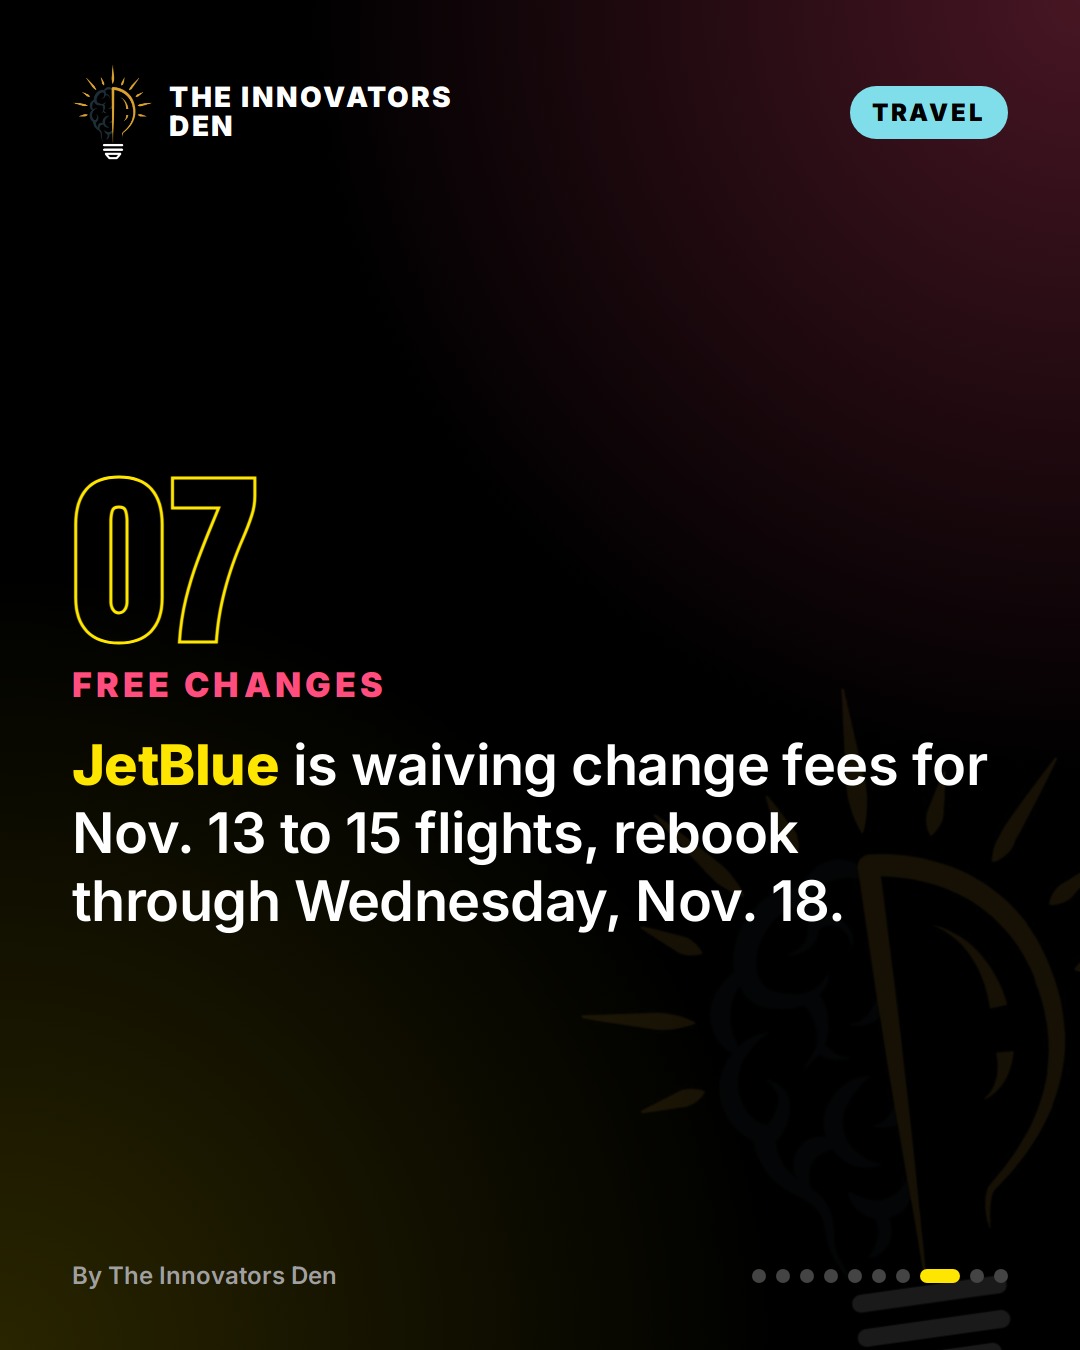 THE INNOVATORS
DEN
TRAVEL
07
FREE CHANGES
JetBlue is waiving change fees for
Nov. 13 to 15 flights, rebook
through Wednesday, Nov. 18.
By The Innovators Den